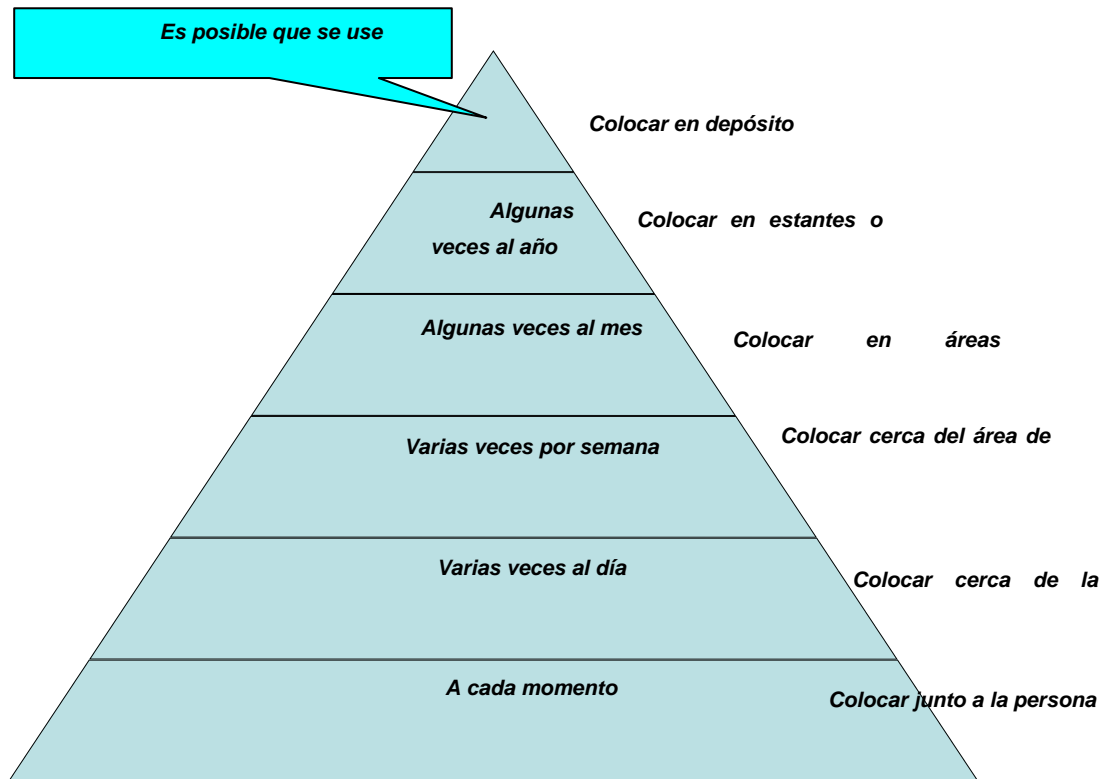 Es posible que se use
Colocar en depósito
Algunas
veces al año
Colocar en estantes o
Algunas veces al mes
Colocar en áreas
Varias veces por semana
Colocar cerca del área de
Varias veces al día
Colocar cerca de la
A cada momento
Colocar junto a la persona